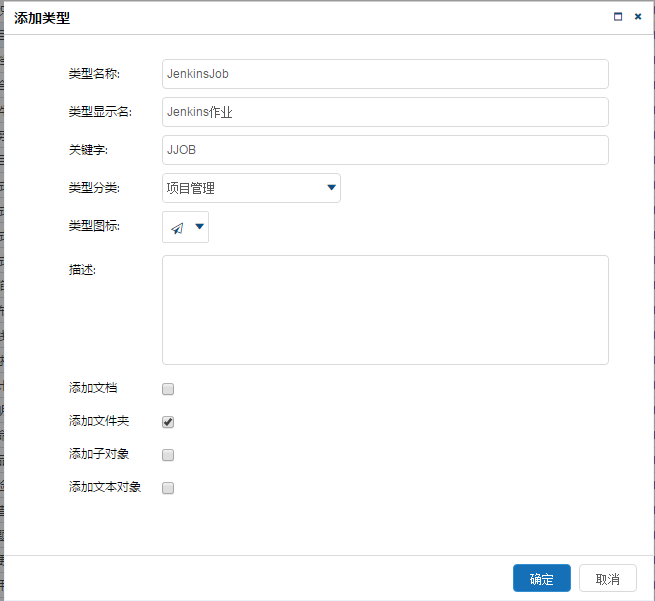 添加类型
类型名称: JenkinsJob
类型显示名: Jenkins作业
关键字: JJOB
类型分类: 项目管理
类型图标:
描述:
添加文档
添加文件夹
添加子对象
添加文本对象
确定 取消